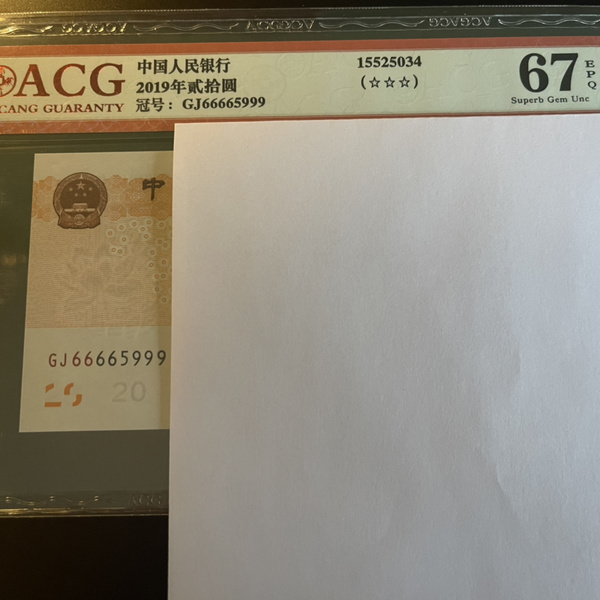 ACG
CANG GUARANTY
中国人民银行
2019年贰拾圆
冠号：GJ66665999
15525034
(☆☆☆)
67
EPQ
Superb Gem Unc
中
GJ66665999
20